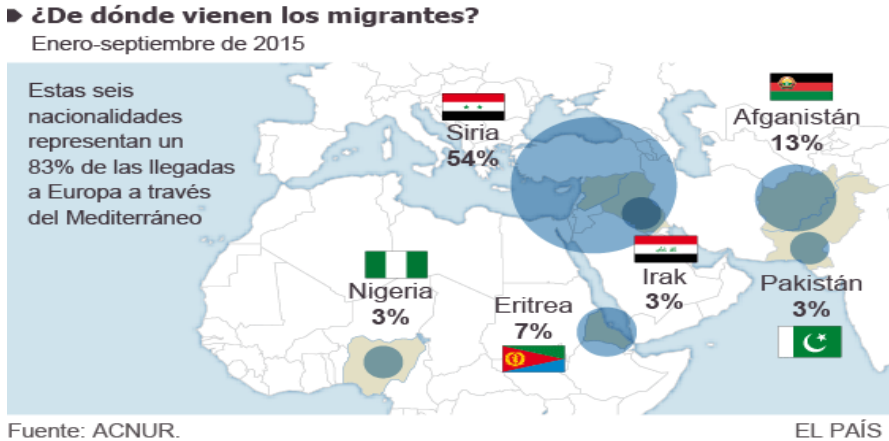 ¿De dónde vienen los migrantes?
Enero-septiembre de 2015
Estas seis
nacionalidades
representan un
83% de las llegadas
a Europa a través
del Mediterráneo
Siria
54%
Afganistán
13%
Nigeria
3%
Eritrea
7%
Irak
3%
Pakistán
3%
Fuente: ACNUR.
EL PAÍS